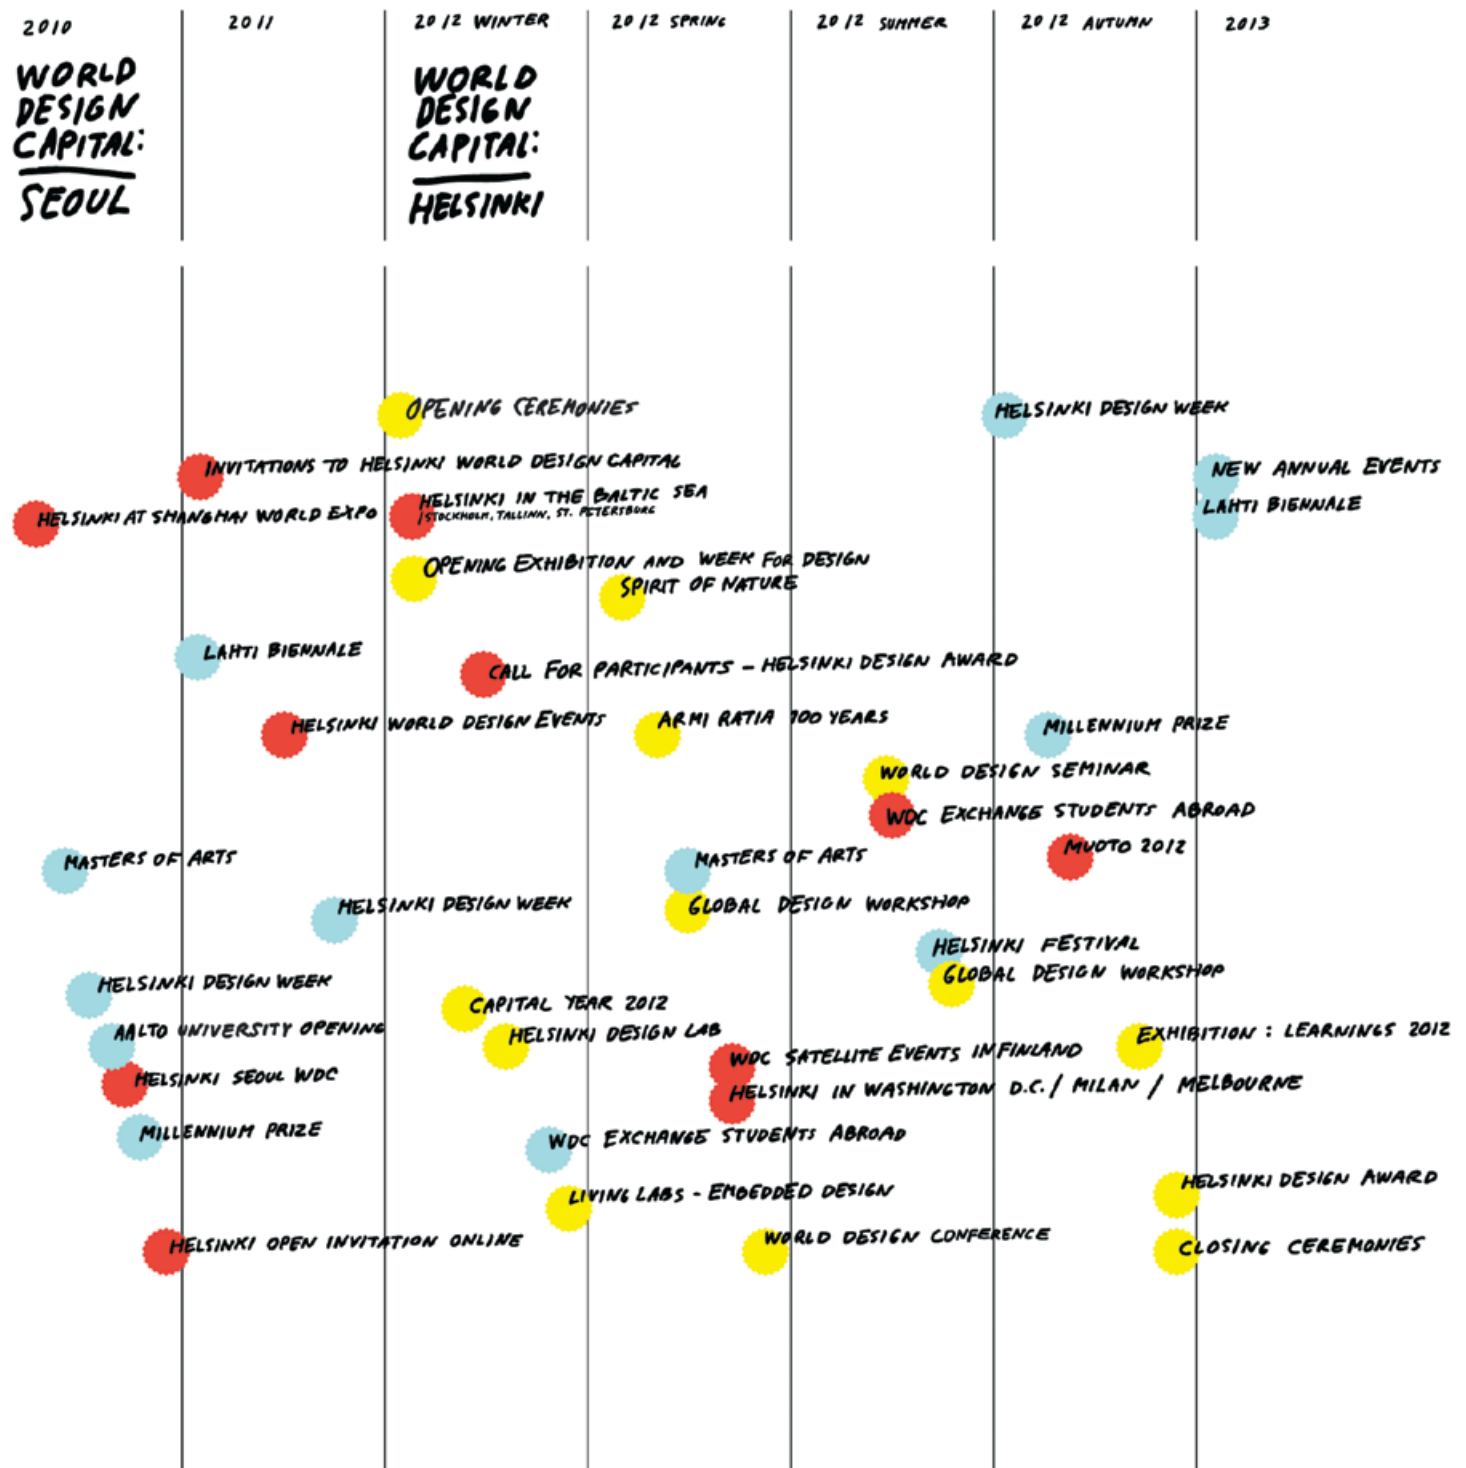 2010
2011
2012 WINTER
2012 SPRING
2012 SUMMER
2012 AUTUMN
2013
WORLD
DESIGN
CAPITAL:
SEOUL
WORLD
DESIGN
CAPITAL:
HELSINKI
OPENING CEREMONIES
HELSINKI DESIGN WEEK
INVITATIONS TO HELSINKI WORLD DESIGN CAPITAL
NEW ANNUAL EVENTS
HELSINKI AT SHANGHAI WORLD EXPO
HELSINKI IN THE BALTIC SEA
/STOCKHOLM, TALLINN, ST. PETERSBURG
LAHTI BIENNALE
OPENING EXHIBITION AND WEEK FOR DESIGN
SPIRIT OF NATURE
LAHTI BIENNALE
CALL FOR PARTICIPANTS – HELSINKI DESIGN AWARD
HELSINKI WORLD DESIGN EVENTS
ARMI RATIA 100 YEARS
MILLENNIUM PRIZE
WORLD DESIGN SEMINAR
WDC EXCHANGE STUDENTS ABROAD
MUOTO 2012
MASTERS OF ARTS
MASTERS OF ARTS
HELSINKI DESIGN WEEK
GLOBAL DESIGN WORKSHOP
HELSINKI FESTIVAL
GLOBAL DESIGN WORKSHOP
HELSINKI DESIGN WEEK
CAPITAL YEAR 2012
AALTO UNIVERSITY OPENING
HELSINKI DESIGN LAB
EXHIBITION : LEARNINGS 2012
WDC SATELLITE EVENTS IN FINLAND
HELSINKI SEOUL WDC
HELSINKI IN WASHINGTON D.C. / MILAN / MELBOURNE
MILLENNIUM PRIZE
WDC EXCHANGE STUDENTS ABROAD
HELSINKI DESIGN AWARD
LIVING LABS - EMBEDDED DESIGN
HELSINKI OPEN INVITATION ONLINE
WORLD DESIGN CONFERENCE
CLOSING CEREMONIES